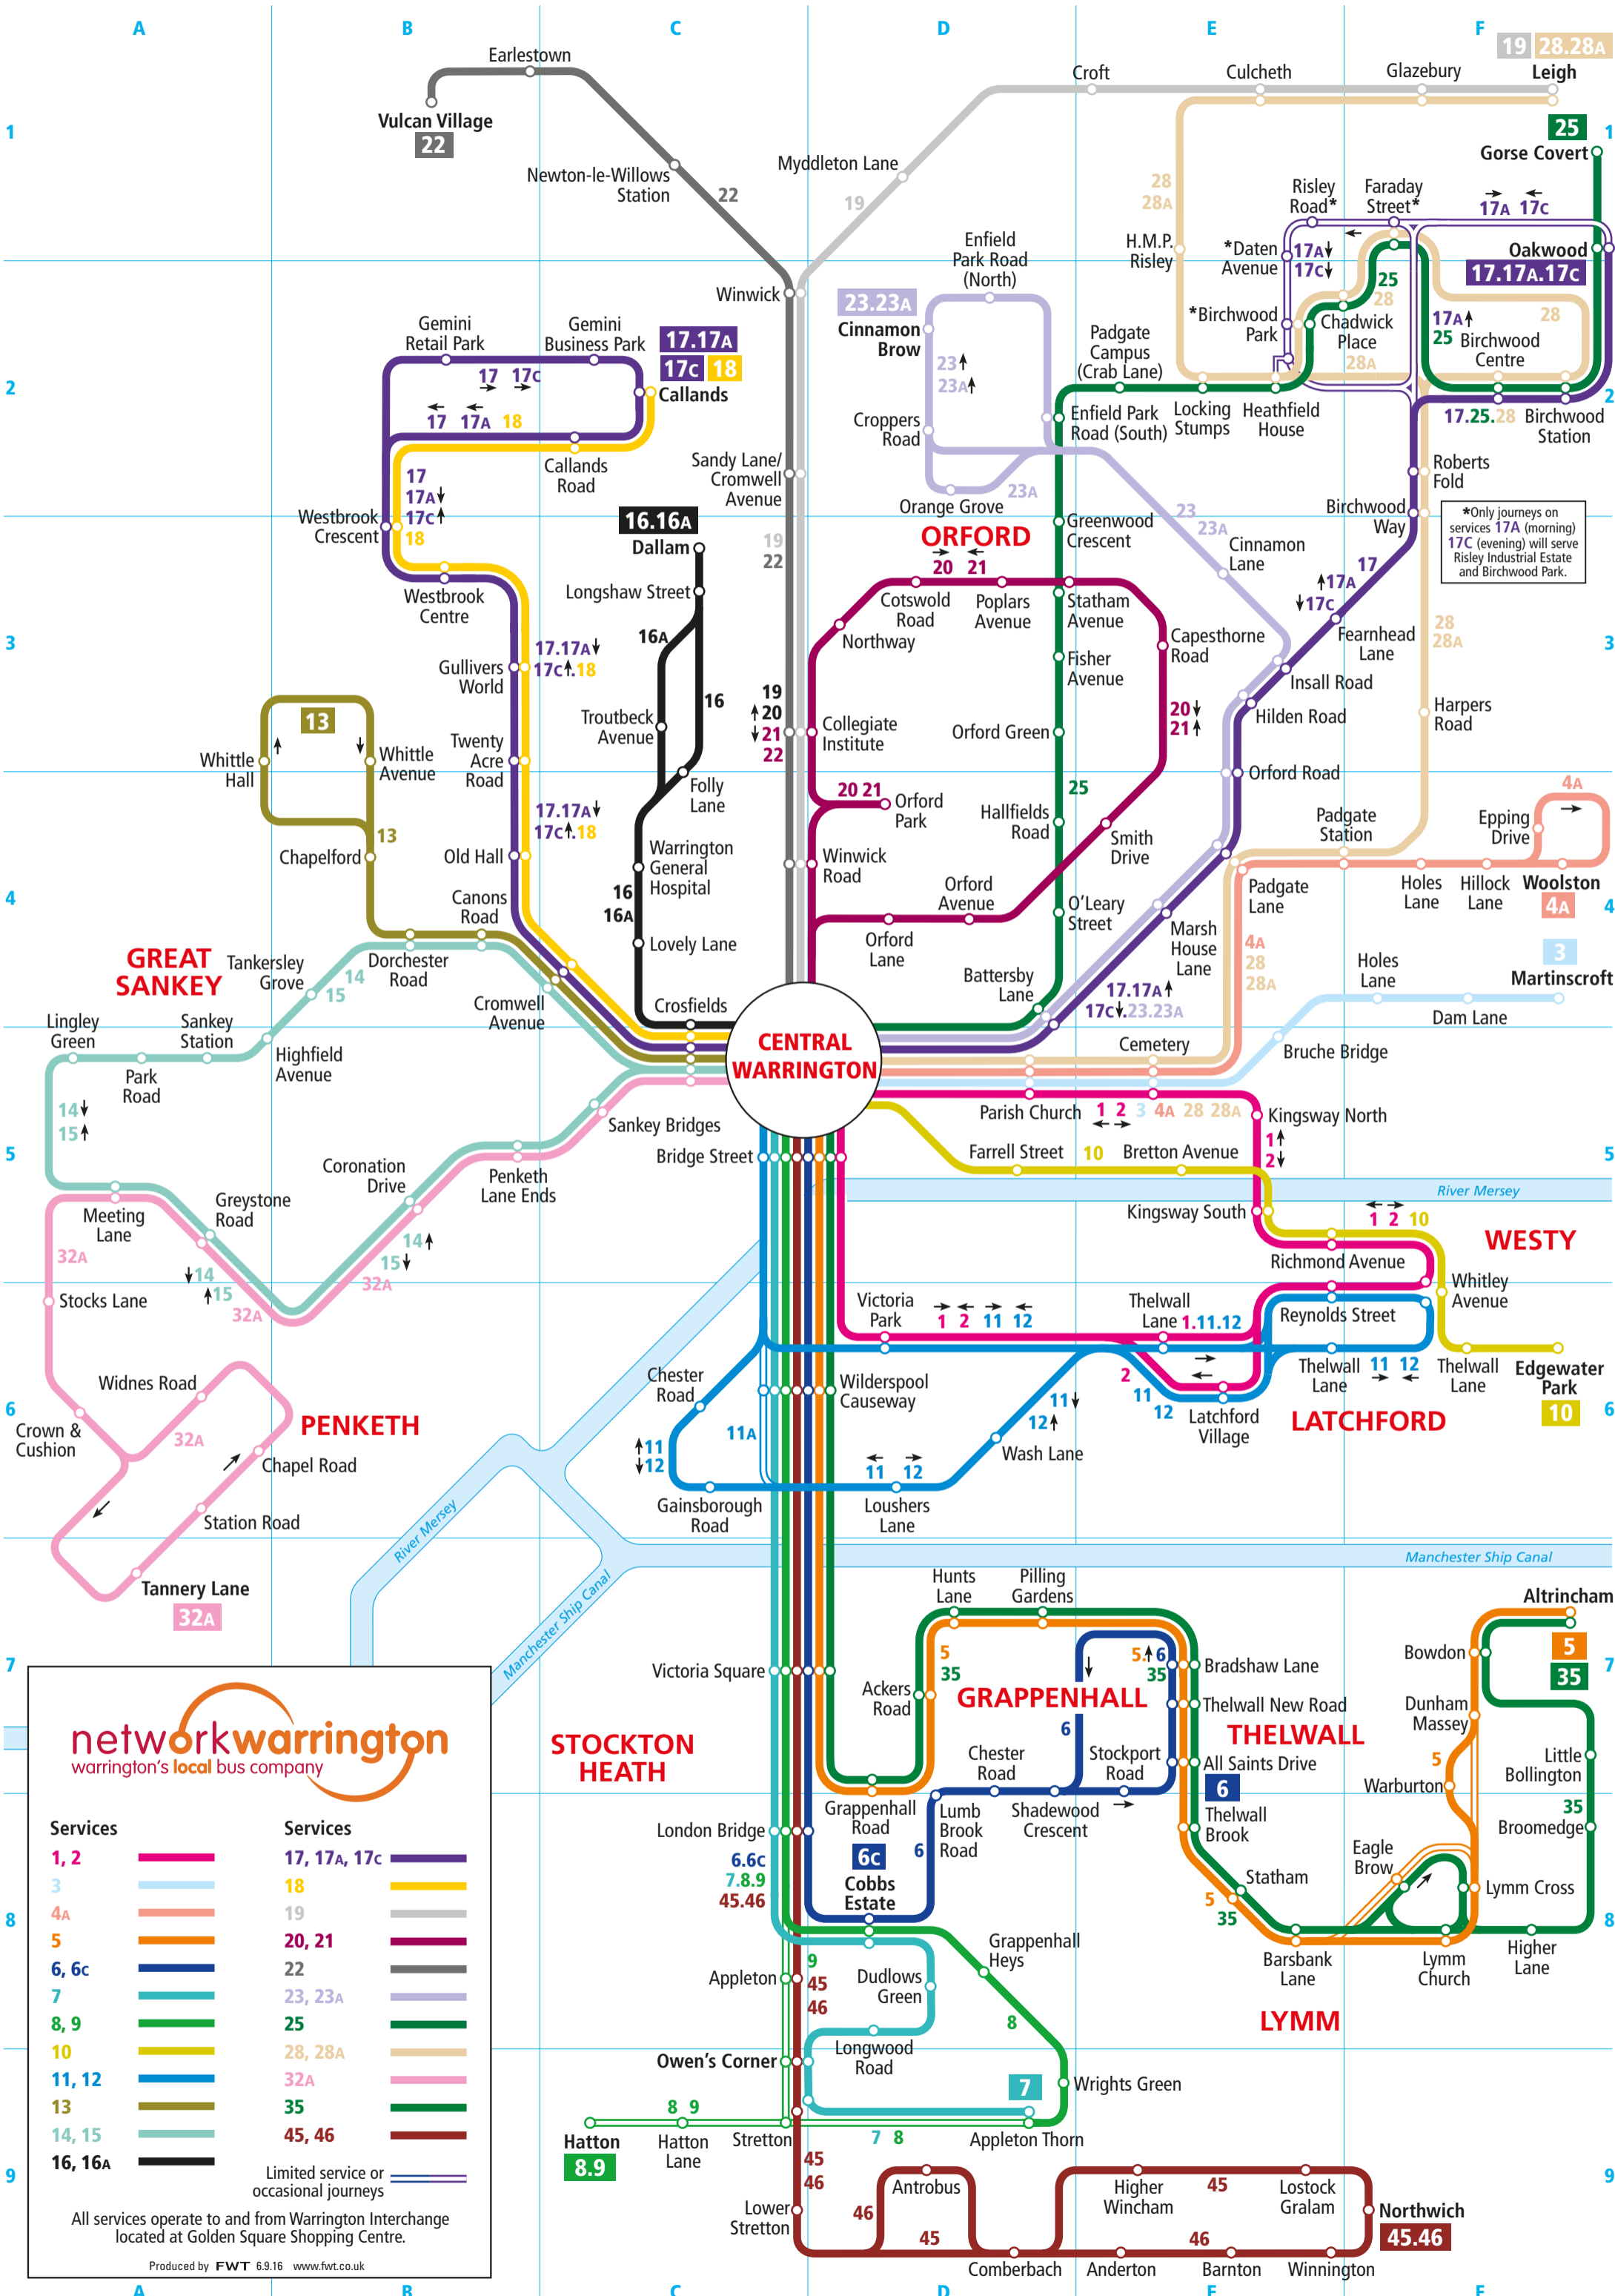 A B C D E F
19 28.28A
Leigh
Earlestown
Croft
Culcheth
Glazebury
Vulcan Village
22
1
1
25
Gorse Covert
Newton-le-Willows
Station
22
Myddleton Lane
19
28
28A
Risley
Road*
Faraday
Street*
17A 17C
H.M.P.
Risley
*Daten
Avenue
17A
17C
Oakwood
17.17A.17C
Enfield
Park Road
(North)
Winwick
23.23A
Cinnamon
Brow
25
28
*Birchwood
Park
Chadwick
Place
28A
17A
25
28
Birchwood
Centre
Gemini
Retail Park
Gemini
Business Park
17.17A
17C 18
Callands
17 17C
17 17A 18
2
2
23
23A
Padgate
Campus
(Crab Lane)
Croppers
Road
Enfield Park
Road (South)
Locking
Stumps
Heathfield
House
17.25.28
Birchwood
Station
Callands
Road
Sandy Lane/
Cromwell
Avenue
17
17A
17C
18
Westbrook
Crescent
Orange Grove
23A
Roberts
Fold
Birchwood
Way
16.16A
Dallam
ORFORD
Greenwood
Crescent
23
23A
*Only journeys on
services 17A (morning)
17C (evening) will serve
Risley Industrial Estate
and Birchwood Park.
19
22
20 21
Cinnamon
Lane
17
17A
17C
Westbrook
Centre
Longshaw Street
Cotswold
Road
Poplars
Avenue
Statham
Avenue
Northway
16A
3
3
Capesthorne
Road
Fearnhead
Lane
28
28A
17.17A
17C.18
Gullivers
World
Fisher
Avenue
Insall Road
13
16
19
20
21
22
Troutbeck
Avenue
Collegiate
Institute
Orford Green
20
21
Hilden Road
Harpers
Road
Whittle
Hall
Whittle
Avenue
Twenty
Acre
Road
Orford Road
Folly
Lane
20 21
Orford
Park
25
4A
17.17A
17C.18
Hallfields
Road
Padgate
Station
Epping
Drive
13
Chapelford
Old Hall
Warrington
General
Hospital
Winwick
Road
Smith
Drive
4
4
Canons
Road
16
16A
Orford
Avenue
O'Leary
Street
Padgate
Lane
Holes
Lane
Hillock
Lane
Woolston
4A
GREAT
SANKEY
Tankersley
Grove
14
15
Dorchester
Road
Lovely Lane
Orford
Lane
Marsh
House
Lane
4A
28
28A
3
Martinscroft
Holes
Lane
Cromwell
Avenue
Battersby
Lane
17.17A
17C.23.23A
Crosfields
Dam Lane
Lingley
Green
Sankey
Station
CENTRAL
WARRINGTON
Cemetery
Bruche Bridge
Park
Road
Highfield
Avenue
14
15
Sankey Bridges
Parish Church
1 2 3 4A 28 28A
Kingsway North
1
2
5
5
Bridge Street
Farrell Street
10
Bretton Avenue
Coronation
Drive
Penketh
Lane Ends
River Mersey
Meeting
Lane
Greystone
Road
Kingsway South
1 2 10
WESTY
14
15
32A
32A
Richmond Avenue
14
15
32A
Whitley
Avenue
Stocks Lane
Victoria
Park
1 2 11 12
Thelwall
Lane
1.11.12
Reynolds Street
Chester
Road
2
11
12
Thelwall
Lane
11 12
Thelwall
Lane
Edgewater
Park
10
Widnes Road
Wilderspool
Causeway
11
12
Latchford
Village
LATCHFORD
6
6
Crown &
Cushion
32A
PENKETH
11
12
11A
Wash Lane
Chapel Road
11 12
Gainsborough
Road
Loushers
Lane
Station Road
River Mersey
Manchester Ship Canal
Manchester Ship Canal
Tannery Lane
32A
Hunts
Lane
Pilling
Gardens
Altrincham
5
35
7
7
Victoria Square
5
35
5. 6
35
Bradshaw Lane
Bowdon
Ackers
Road
GRAPPENHALL
Thelwall New Road
Dunham
Massey
6
THELWALL
STOCKTON
HEATH
Chester
Road
Stockport
Road
All Saints Drive
5
Little
Bollington
6
Warburton
Grappenhall
Road
Lumb
Brook
Road
Shadewood
Crescent
Thelwall
Brook
35
London Bridge
Broomedge
6.6C
7.8.9
45.46
6C
Cobbs
Estate
6
Eagle
Brow
Statham
Lymm Cross
5
35
8
8
Grappenhall
Heys
Barsbank
Lane
Lymm
Church
Higher
Lane
Appleton
9
45
46
Dudlows
Green
8
LYMM
Longwood
Road
Owen's Corner
7
Wrights Green
8 9
Hatton
8.9
Hatton
Lane
Stretton
7 8
Appleton Thorn
45
46
9
9
Antrobus
Higher
Wincham
45
Lostock
Gralam
Lower
Stretton
46
45
46
Northwich
45.46
Comberbach
Anderton
Barnton
Winnington
networkwarrington
warrington's local bus company
Services
Services
1, 2
17, 17A, 17C
3
18
4A
19
5
20, 21
6, 6C
22
7
23, 23A
8, 9
25
10
28, 28A
11, 12
32A
13
35
14, 15
45, 46
16, 16A
Limited service or
occasional journeys
All services operate to and from Warrington Interchange
located at Golden Square Shopping Centre.
Produced by FWT 6.9.16 www.fwt.co.uk
A B C D E F